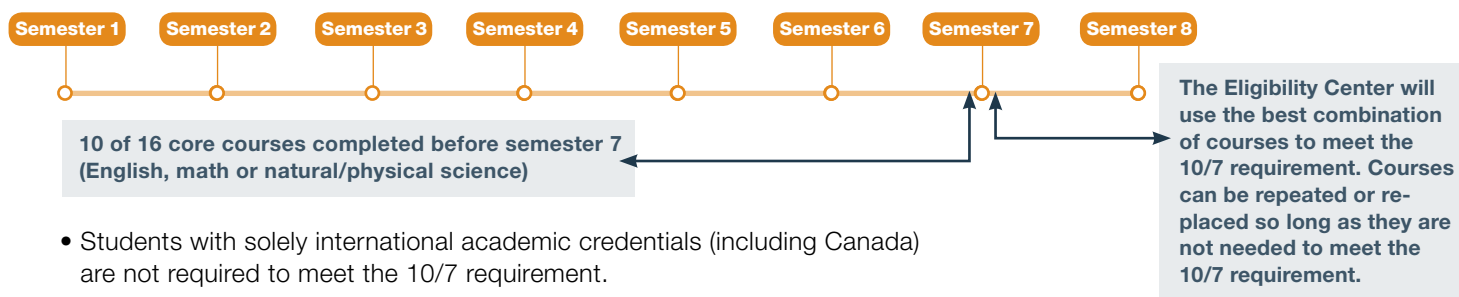 Semester 1 Semester 2 Semester 3 Semester 4 Semester 5 Semester 6 Semester 7 Semester 8
10 of 16 core courses completed before semester 7
(English, math or natural/physical science)
The Eligibility Center will
use the best combination
of courses to meet the
10/7 requirement. Courses
can be repeated or re-
placed so long as they are
not needed to meet the
10/7 requirement.
• Students with solely international academic credentials (including Canada)
are not required to meet the 10/7 requirement.